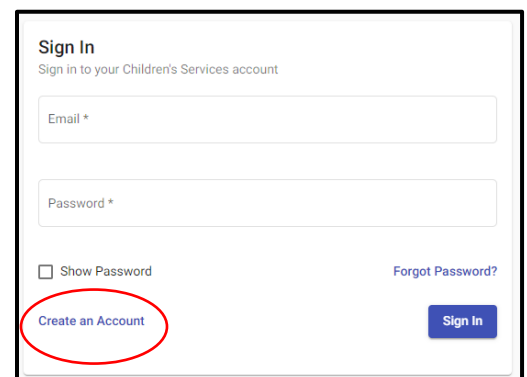 Sign In
Sign in to your Children's Services account
Email *
Password *
Show Password Forgot Password?
Create an Account Sign In